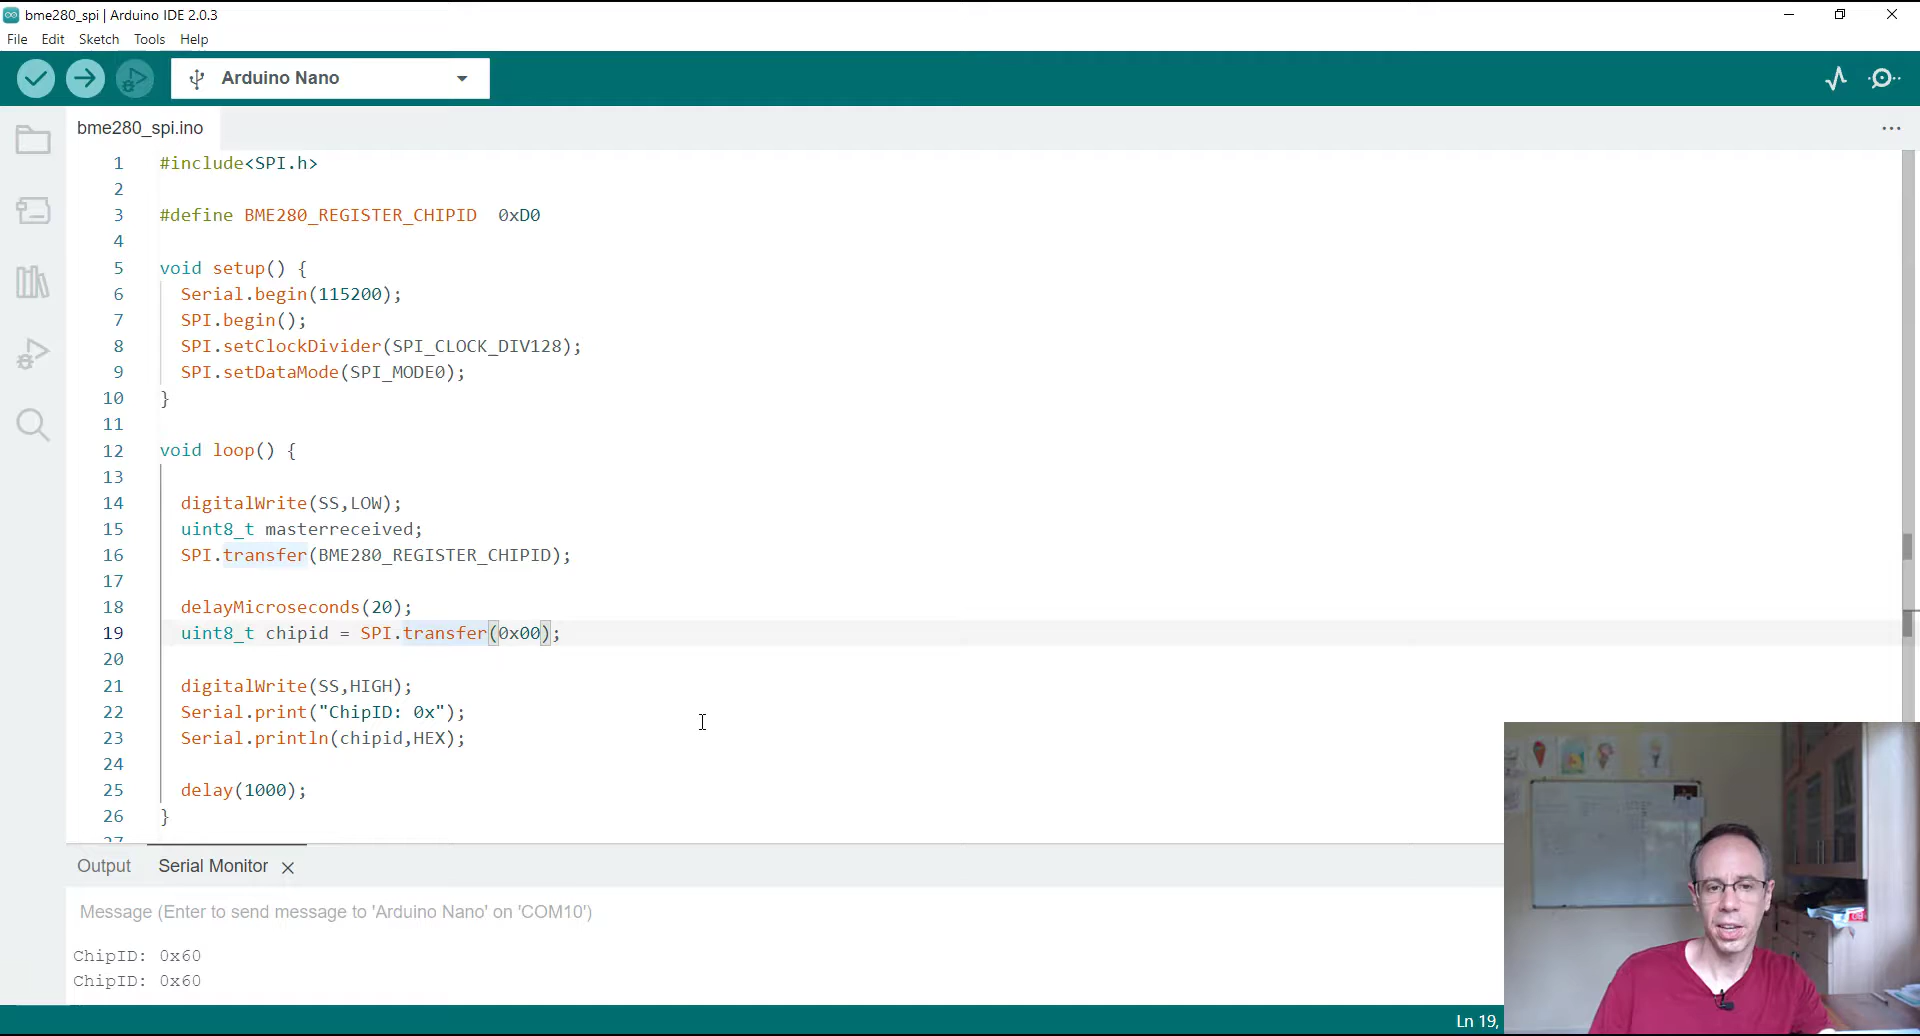 bme280_spi | Arduino IDE 2.0.3
File Edit Sketch Tools Help
Arduino Nano
bme280_spi.ino
1 #include<SPI.h>
2
3 #define BME280_REGISTER_CHIPID 0xD0
4
5 void setup() {
6 Serial.begin(115200);
7 SPI.begin();
8 SPI.setClockDivider(SPI_CLOCK_DIV128);
9 SPI.setDataMode(SPI_MODE0);
10 }
11
12 void loop() {
13
14 digitalWrite(SS,LOW);
15 uint8_t masterreceived;
16 SPI.transfer(BME280_REGISTER_CHIPID);
17
18 delayMicroseconds(20);
19 uint8_t chipid = SPI.transfer(0x00);
20
21 digitalWrite(SS,HIGH);
22 Serial.print("ChipID: 0x");
23 Serial.println(chipid,HEX);
24
25 delay(1000);
26 }
27
Output Serial Monitor
Message (Enter to send message to 'Arduino Nano' on 'COM10')
ChipID: 0x60
ChipID: 0x60
Ln 19,